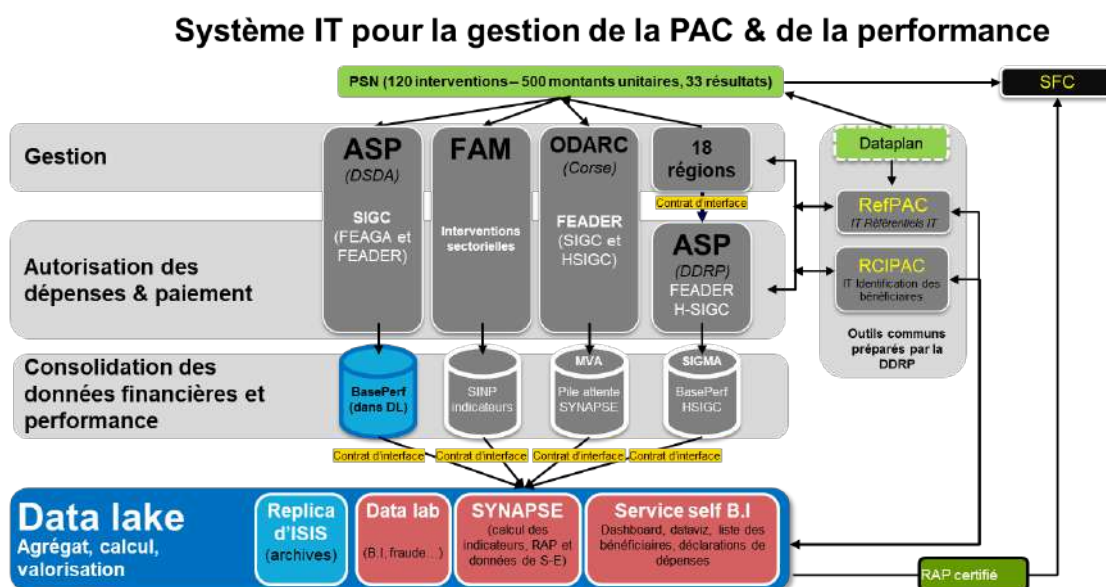 Système IT pour la gestion de la PAC & de la performance
PSN (120 interventions – 500 montants unitaires, 33 résultats)
SFC
Gestion
ASP
(DSDA)
SIGC
(FEAGA et
FEADER)
FAM
Interventions
sectorielles
ODARC
(Corse)
FEADER
(SIGC et
HSIGC)
18
régions
Contrat d'interface
ASP
(DDRP)
FEADER
H-SIGC
Dataplan
RefPAC
IT Référentiels IT
RCIPAC
IT Identification des
bénéficiaires
Outils communs
préparés par la
DDRP
Autorisation des
dépenses & paiement
Consolidation des
données financières et
performance
BasePerf
(dans DL)
SINP
indicateurs
MVA
Pile attente
SYNAPSE
SIGMA
BasePerf
HSIGC
Contrat d'interface
Contrat d'interface
Contrat d'interface
Contrat d'interface
Data lake
Agrégat, calcul,
valorisation
Replica
d'ISIS
(archives)
Data lab
(B.I, fraude...)
SYNAPSE
(calcul des
indicateurs, RAP et
données de S-E)
Service self B.I
Dashboard, dataviz, liste des
bénéficiaires, déclarations de
dépenses
RAP certifié